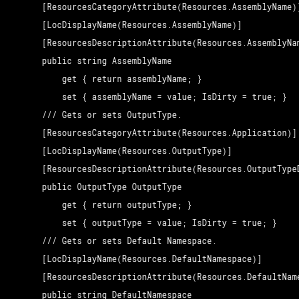 [ResourcesCategoryAttribute(Resources.AssemblyName)]
[LocDisplayName(Resources.AssemblyName)]
[ResourcesDescriptionAttribute(Resources.AssemblyNam
public string AssemblyName
get { return assemblyName; }
set { assemblyName = value; IsDirty = true; }
/// Gets or sets OutputType.
[ResourcesCategoryAttribute(Resources.Application)]
[LocDisplayName(Resources.OutputType)]
[ResourcesDescriptionAttribute(Resources.OutputTypeD
public OutputType OutputType
get { return outputType; }
set { outputType = value; IsDirty = true; }
/// Gets or sets Default Namespace.
[LocDisplayName(Resources.DefaultNamespace)]
[ResourcesDescriptionAttribute(Resources.DefaultName
public string DefaultNamespace